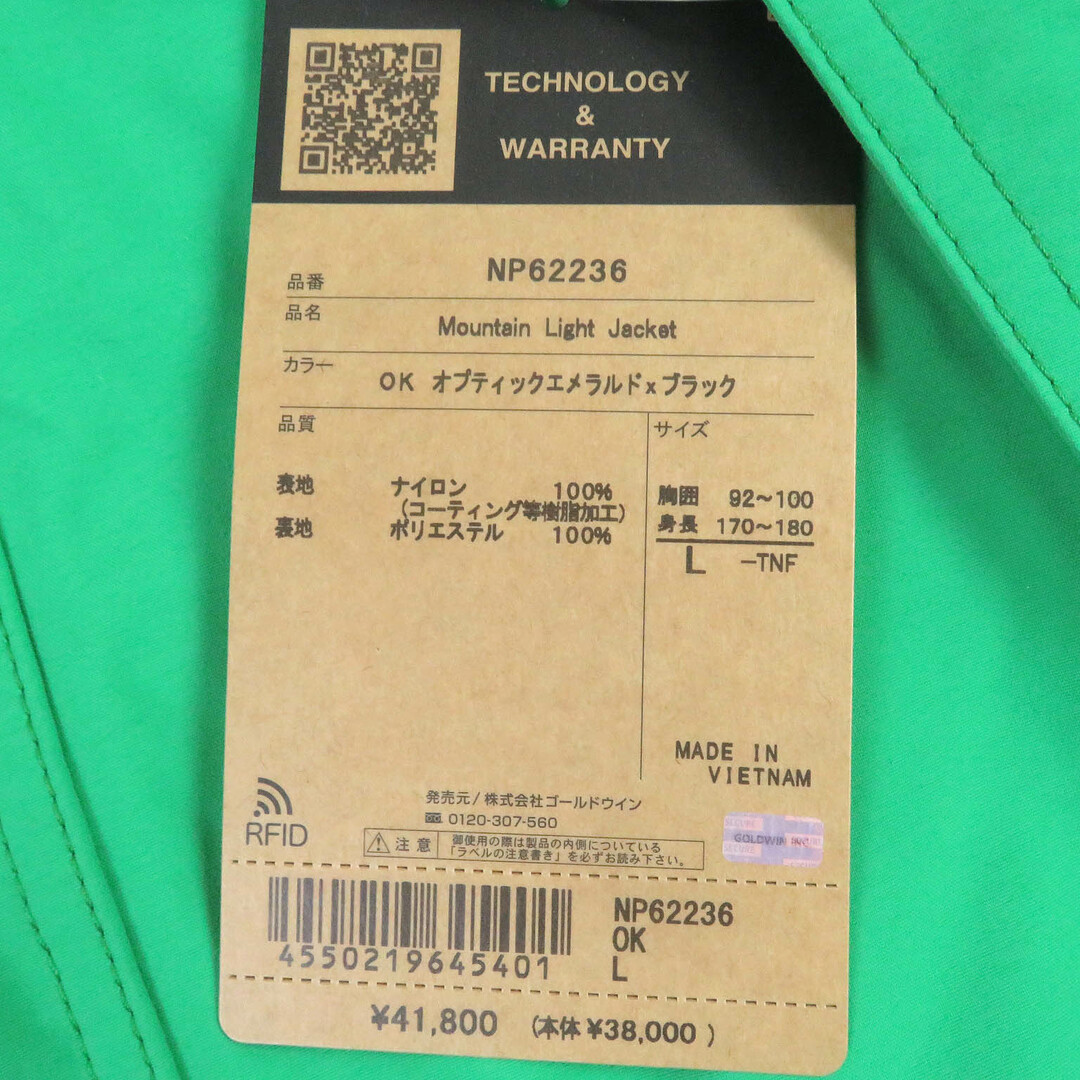 TECHNOLOGY
&
WARRANTY
品番 NP62236
品名 Mountain Light Jacket
カラー OK オプティックエメラルドxブラック
品質
表地 ナイロン 100%
(コーティング等樹脂加工)
裏地 ポリエステル 100%
サイズ
胸囲 92~100
身長 170~180
L -TNF
MADE IN
VIETNAM
発売元/株式会社ゴールドウイン
0120-307-560
RFID
注意 御使用の際は製品の内側についている
「ラベルの注意書き」を必ずお読み下さい。
GOLDWIN INC
4550219645401
NP62236
OK
L
¥41,800 (本体 ¥38,000 )